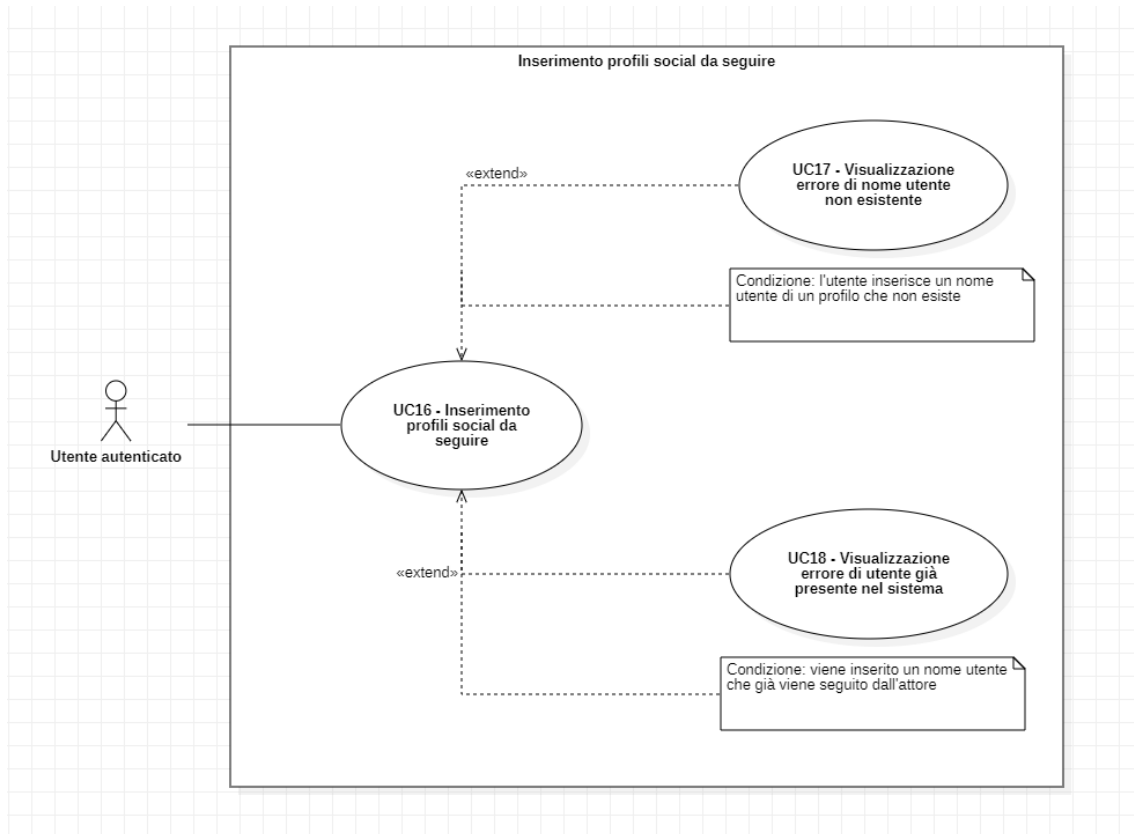 Inserimento profili social da seguire
«extend»
UC17 - Visualizzazione
errore di nome utente
non esistente
Condizione: l'utente inserisce un nome
utente di un profilo che non esiste
UC16 - Inserimento
profili social da
seguire
Utente autenticato
«extend»
UC18 - Visualizzazione
errore di utente già
presente nel sistema
Condizione: viene inserito un nome utente
che già viene seguito dall'attore